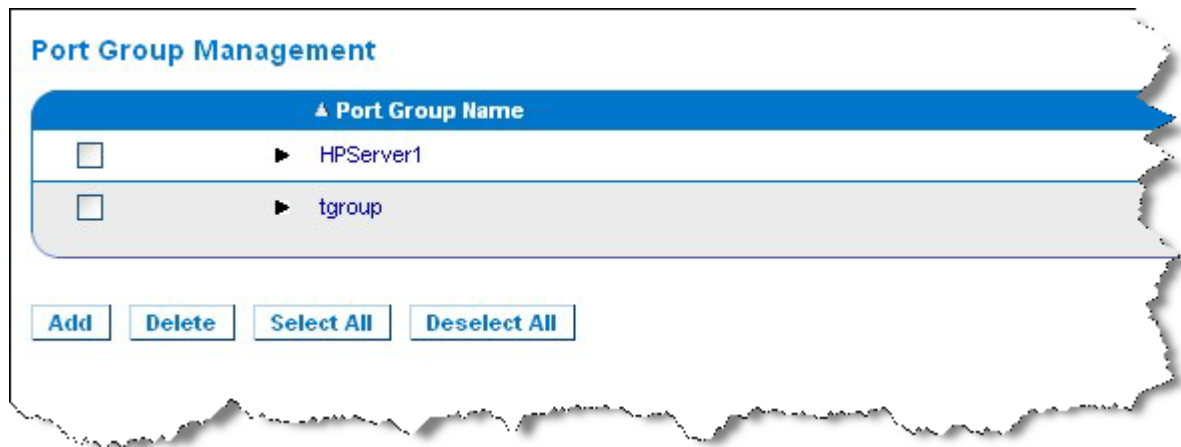 Port Group Management
Port Group Name
HPServer1
tgroup
Add Delete Select All Deselect All